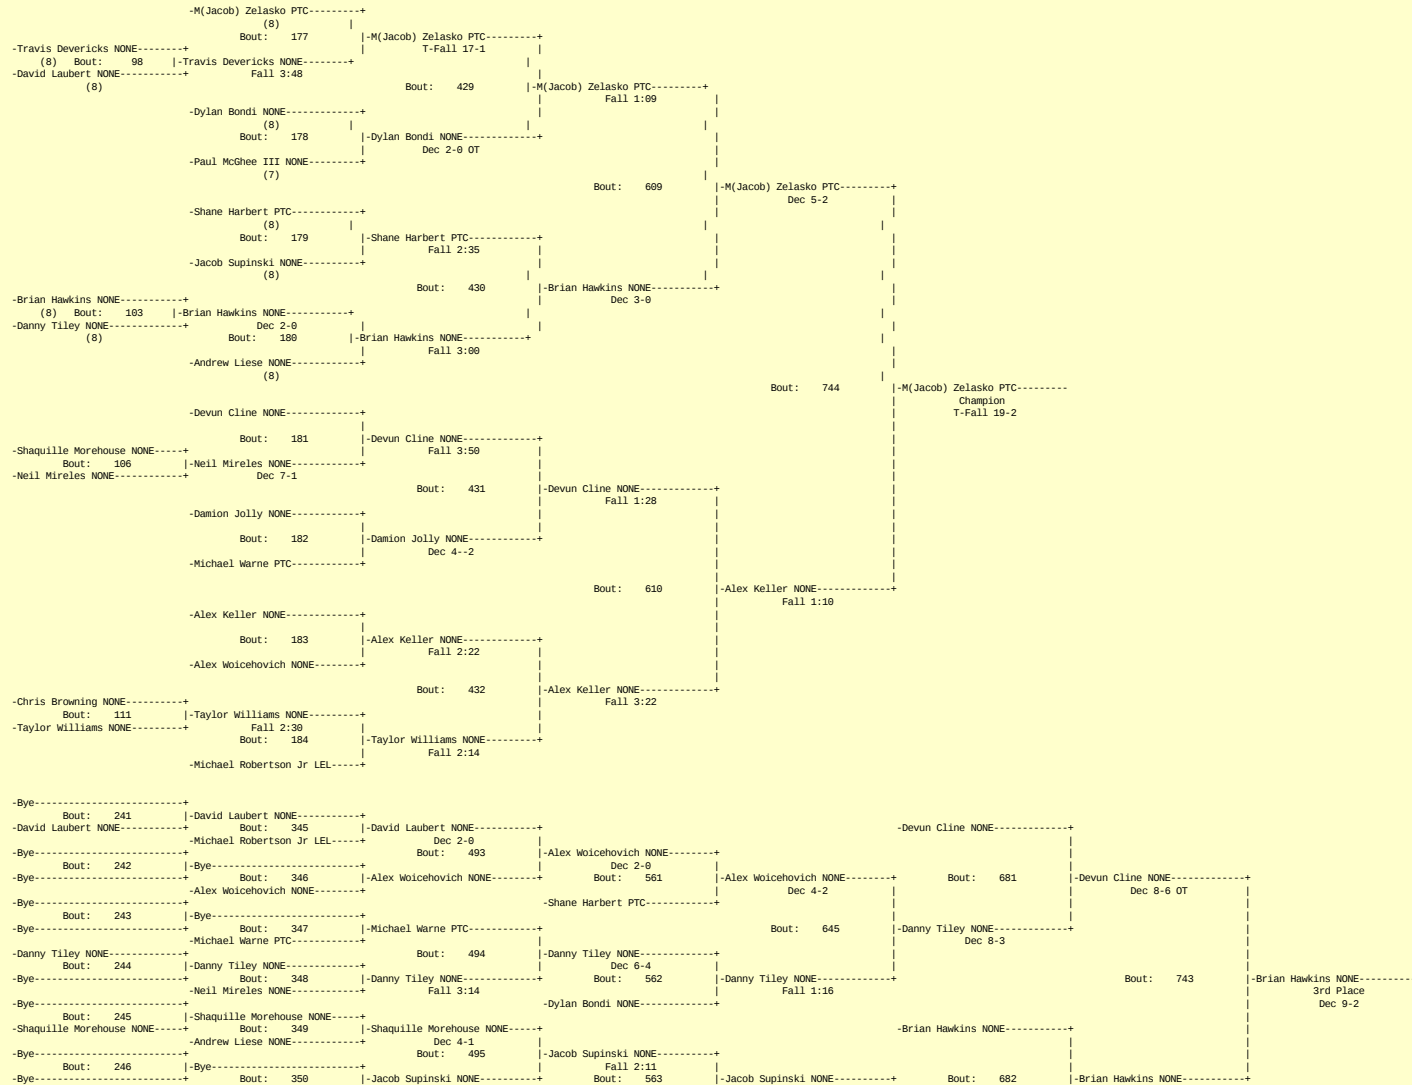 -M(Jacob) Zelasko PTC---------+
(8) |
Bout: 177 |-M(Jacob) Zelasko PTC---------+
-Travis Devericks NONE--------+ | T-Fall 17-1 |
(8) Bout: 98 |-Travis Devericks NONE--------+ |
-David Laubert NONE-----------+ Fall 3:48 |
(8) Bout: 429 |-M(Jacob) Zelasko PTC---------+
| Fall 1:09 |
-Dylan Bondi NONE-------------+ | |
(8) | | |
Bout: 178 |-Dylan Bondi NONE-------------+ |
| Dec 2-0 OT |
-Paul McGhee III NONE---------+ |
(7) |
Bout: 609 |-M(Jacob) Zelasko PTC---------+
| Dec 5-2 |
-Shane Harbert PTC------------+ | |
(8) | | |
Bout: 179 |-Shane Harbert PTC------------+ | |
| Fall 2:35 | | |
-Jacob Supinski NONE----------+ | | |
(8) | | |
Bout: 430 |-Brian Hawkins NONE-----------+ |
-Brian Hawkins NONE-----------+ | Dec 3-0 |
(8) Bout: 103 |-Brian Hawkins NONE-----------+ | |
-Danny Tiley NONE-------------+ Dec 2-0 | | |
(8) Bout: 180 |-Brian Hawkins NONE-----------+ |
| Fall 3:00 |
-Andrew Liese NONE------------+ |
(8) |
Bout: 744 |-M(Jacob) Zelasko PTC---------
| Champion
-Devun Cline NONE-------------+ | T-Fall 19-2
| |
Bout: 181 |-Devun Cline NONE-------------+ |
-Shaquille Morehouse NONE-----+ | Fall 3:50 | |
Bout: 106 |-Neil Mireles NONE------------+ | |
-Neil Mireles NONE------------+ Dec 7-1 | |
Bout: 431 |-Devun Cline NONE-------------+ |
| Fall 1:28 | |
-Damion Jolly NONE------------+ | | |
| | | |
Bout: 182 |-Damion Jolly NONE------------+ | |
| Dec 4--2 | |
-Michael Warne PTC------------+ | |
| |
Bout: 610 |-Alex Keller NONE-------------+
| Fall 1:10
-Alex Keller NONE-------------+ |
| |
Bout: 183 |-Alex Keller NONE-------------+ |
| Fall 2:22 | |
-Alex Woicehovich NONE--------+ | |
| |
Bout: 432 |-Alex Keller NONE-------------+
-Chris Browning NONE----------+ | Fall 3:22
Bout: 111 |-Taylor Williams NONE---------+ |
-Taylor Williams NONE---------+ Fall 2:30 | |
Bout: 184 |-Taylor Williams NONE---------+
| Fall 2:14
-Michael Robertson Jr LEL-----+
-Bye--------------------------+
Bout: 241 |-David Laubert NONE-----------+
-David Laubert NONE-----------+ Bout: 345 |-David Laubert NONE-----------+ -Devun Cline NONE-------------+
-Michael Robertson Jr LEL-----+ Dec 2-0 | |
-Bye--------------------------+ Bout: 493 |-Alex Woicehovich NONE--------+ |
Bout: 242 |-Bye--------------------------+ | Dec 2-0 | |
-Bye--------------------------+ Bout: 346 |-Alex Woicehovich NONE--------+ Bout: 561 |-Alex Woicehovich NONE--------+ Bout: 681 |-Devun Cline NONE-------------+
-Alex Woicehovich NONE--------+ | Dec 4-2 | | Dec 8-6 OT |
-Bye--------------------------+ -Shane Harbert PTC------------+ | | |
Bout: 243 |-Bye--------------------------+ | | |
-Bye--------------------------+ Bout: 347 |-Michael Warne PTC------------+ Bout: 645 |-Danny Tiley NONE-------------+ |
-Michael Warne PTC------------+ | | Dec 8-3 |
-Danny Tiley NONE-------------+ Bout: 494 |-Danny Tiley NONE-------------+ | |
Bout: 244 |-Danny Tiley NONE-------------+ | Dec 6-4 | | |
-Bye--------------------------+ Bout: 348 |-Danny Tiley NONE-------------+ Bout: 562 |-Danny Tiley NONE-------------+ Bout: 743 |-Brian Hawkins NONE---------
-Neil Mireles NONE------------+ Fall 3:14 | Fall 1:16 | 3rd Place
-Bye--------------------------+ -Dylan Bondi NONE-------------+ | Dec 9-2
Bout: 245 |-Shaquille Morehouse NONE-----+ |
-Shaquille Morehouse NONE-----+ Bout: 349 |-Shaquille Morehouse NONE-----+ -Brian Hawkins NONE-----------+ |
-Andrew Liese NONE------------+ Dec 4-1 | | |
-Bye--------------------------+ Bout: 495 |-Jacob Supinski NONE----------+ | |
Bout: 246 |-Bye--------------------------+ | Fall 2:11 | | |
-Bye--------------------------+ Bout: 350 |-Jacob Supinski NONE----------+ Bout: 563 |-Jacob Supinski NONE----------+ Bout: 682 |-Brian Hawkins NONE-----------+